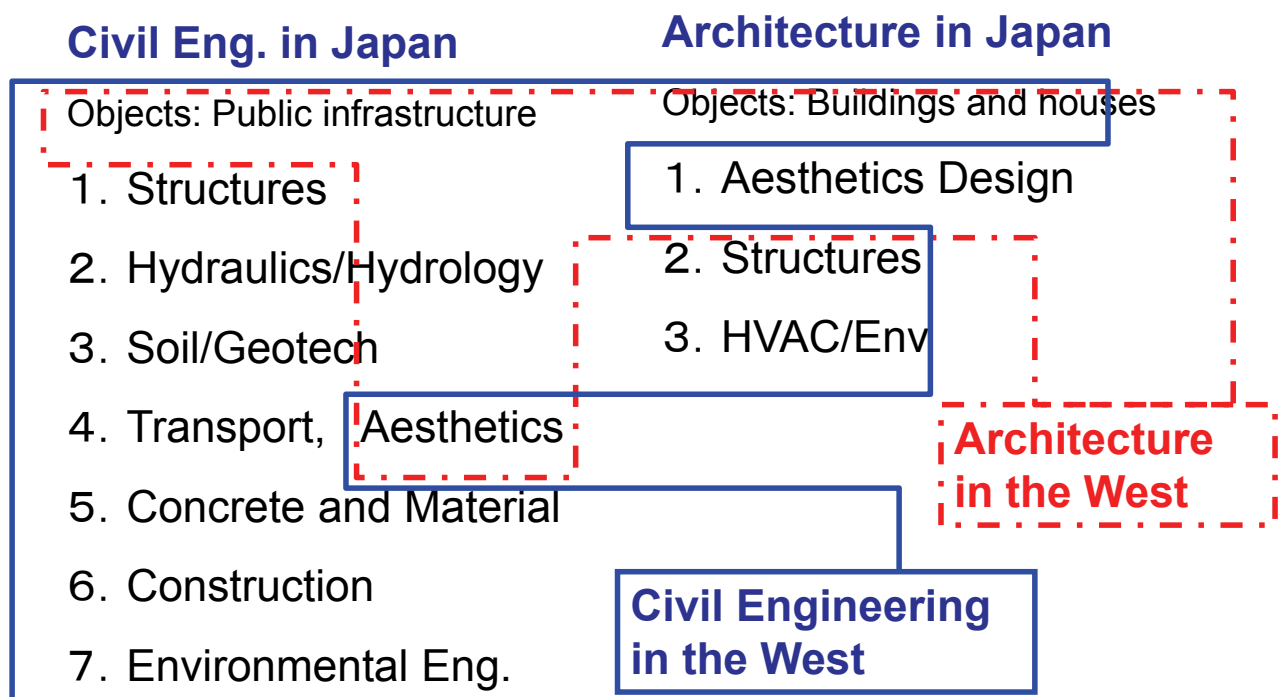 Civil Eng. in Japan
Objects: Public infrastructure
1. Structures
2. Hydraulics/Hydrology
3. Soil/Geotech
4. Transport, Aesthetics
5. Concrete and Material
6. Construction
7. Environmental Eng.
Architecture in Japan
Objects: Buildings and houses
1. Aesthetics Design
2. Structures
3. HVAC/Env
Architecture
in the West
Civil Engineering
in the West